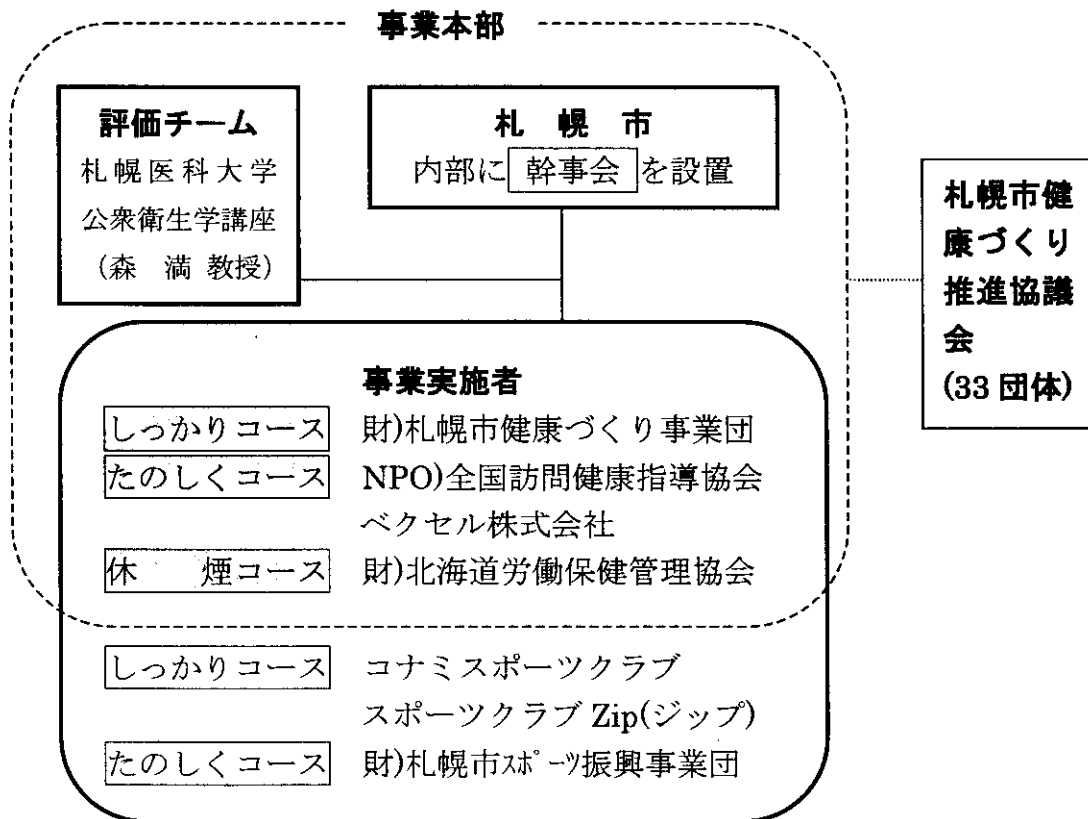 事業本部
評価チーム
札幌医科大学
公衆衛生学講座
(森 満 教授)
札 幌 市
内部に 幹事会 を設置
札幌市健
康づくり
推進協議
会
(33 団体)
事業実施者
しっかりコース 財)札幌市健康づくり事業団
たのしくコース NPO)全国訪問健康指導協会
ベクセル株式会社
休 煙コース 財)北海道労働保健管理協会
しっかりコース コナミスポーツクラブ
スポーツクラブ Zip(ジップ)
たのしくコース 財)札幌市スポーツ振興事業団